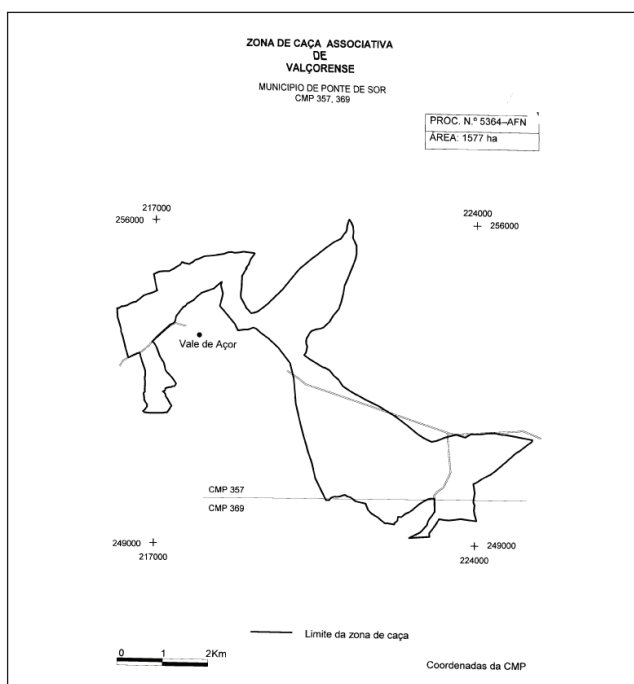 ZONA DE CAÇA ASSOCIATIVA
DE
VALÇORENSE
MUNICIPIO DE PONTE DE SOR
CMP 357, 369
PROC. N.º 5364–AFN
ÁREA: 1577 ha
217000
256000
224000
256000
Vale de Açor
CMP 357
CMP 369
249000
217000
249000
224000
Limite da zona de caça
0 1 2Km
Coordenadas da CMP